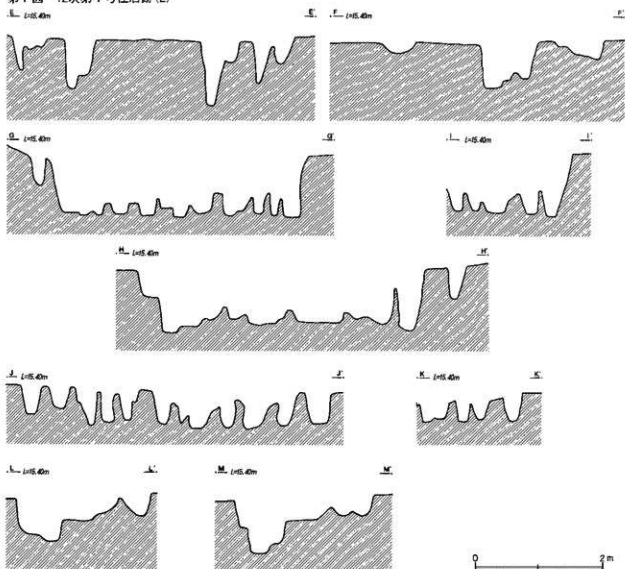 E L=15.40m E'
F L=15.40m F'
G L=15.40m G'
I L=15.40m I'
H L=15.40m H'
J L=15.40m J'
K L=15.40m K'
L L=15.40m L'
M L=15.40m M'
0 2m